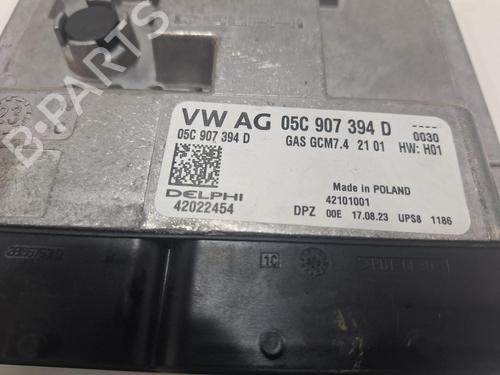 DELPHI
VW AG 05C 907 394 D -----
05C 907 394 D GAS GCM7.4 21 01 0030
HW: H01
DELPHI
42022454
Made in POLAND
42101001
DPZ 00E 17.08.23 UPS8 1186
B-Parts
1C